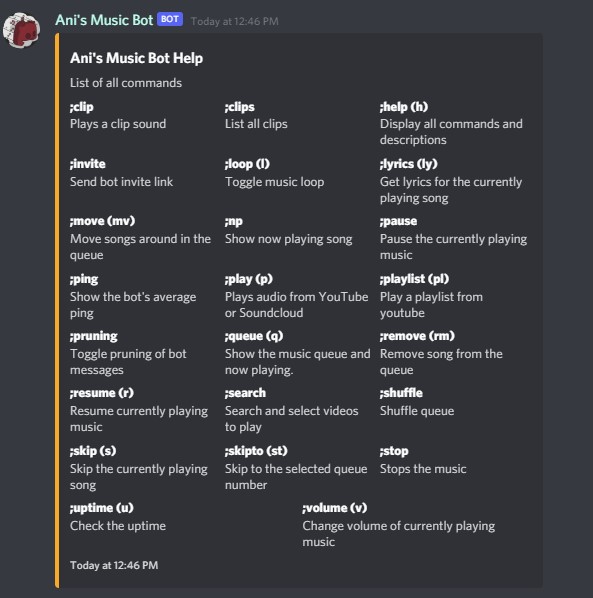 Ani's Music Bot BOT Today at 12:46 PM
Ani's Music Bot Help
List of all commands
;clip
Plays a clip sound
;clips
List all clips
;help (h)
Display all commands and
descriptions
;invite
Send bot invite link
;loop (l)
Toggle music loop
;lyrics (ly)
Get lyrics for the currently
playing song
;move (mv)
Move songs around in the
queue
;np
Show now playing song
;pause
Pause the currently playing
music
;ping
Show the bot's average
ping
;play (p)
Plays audio from YouTube
or Soundcloud
;playlist (pl)
Play a playlist from
youtube
;pruning
Toggle pruning of bot
messages
;queue (q)
Show the music queue and
now playing.
;remove (rm)
Remove song from the
queue
;resume (r)
Resume currently playing
music
;search
Search and select videos
to play
;shuffle
Shuffle queue
;skip (s)
Skip the currently playing
song
;skipto (st)
Skip to the selected queue
number
;stop
Stops the music
;uptime (u)
Check the uptime
;volume (v)
Change volume of currently playing
music
Today at 12:46 PM